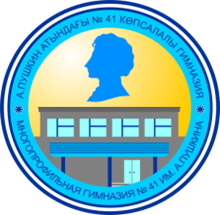 А.ПУШКИН АТЫНДАҒЫ № 41 КӨПСАЛАЛЫ ГИМНАЗИЯ
МНОГОПРОФИЛЬНАЯ ГИМНАЗИЯ № 41 ИМ. А.ПУШКИНА